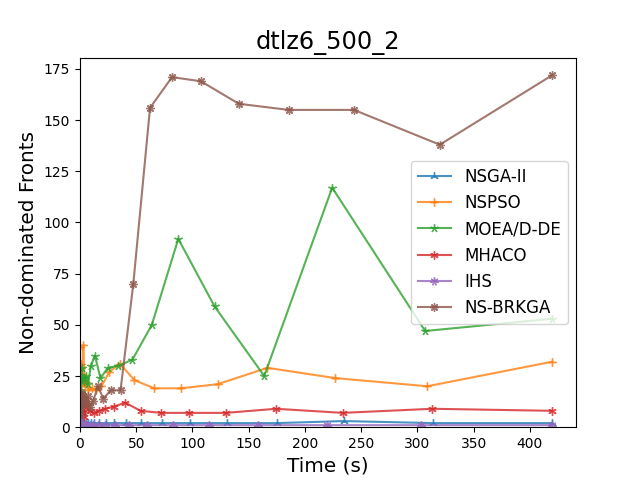 dtlz6_500_2
Non-dominated Fronts
175
150
125
100
75
50
25
0
NSGA-II
NSPSO
MOEA/D-DE
MHACO
IHS
NS-BRKGA
0 50 100 150 200 250 300 350 400
Time (s)